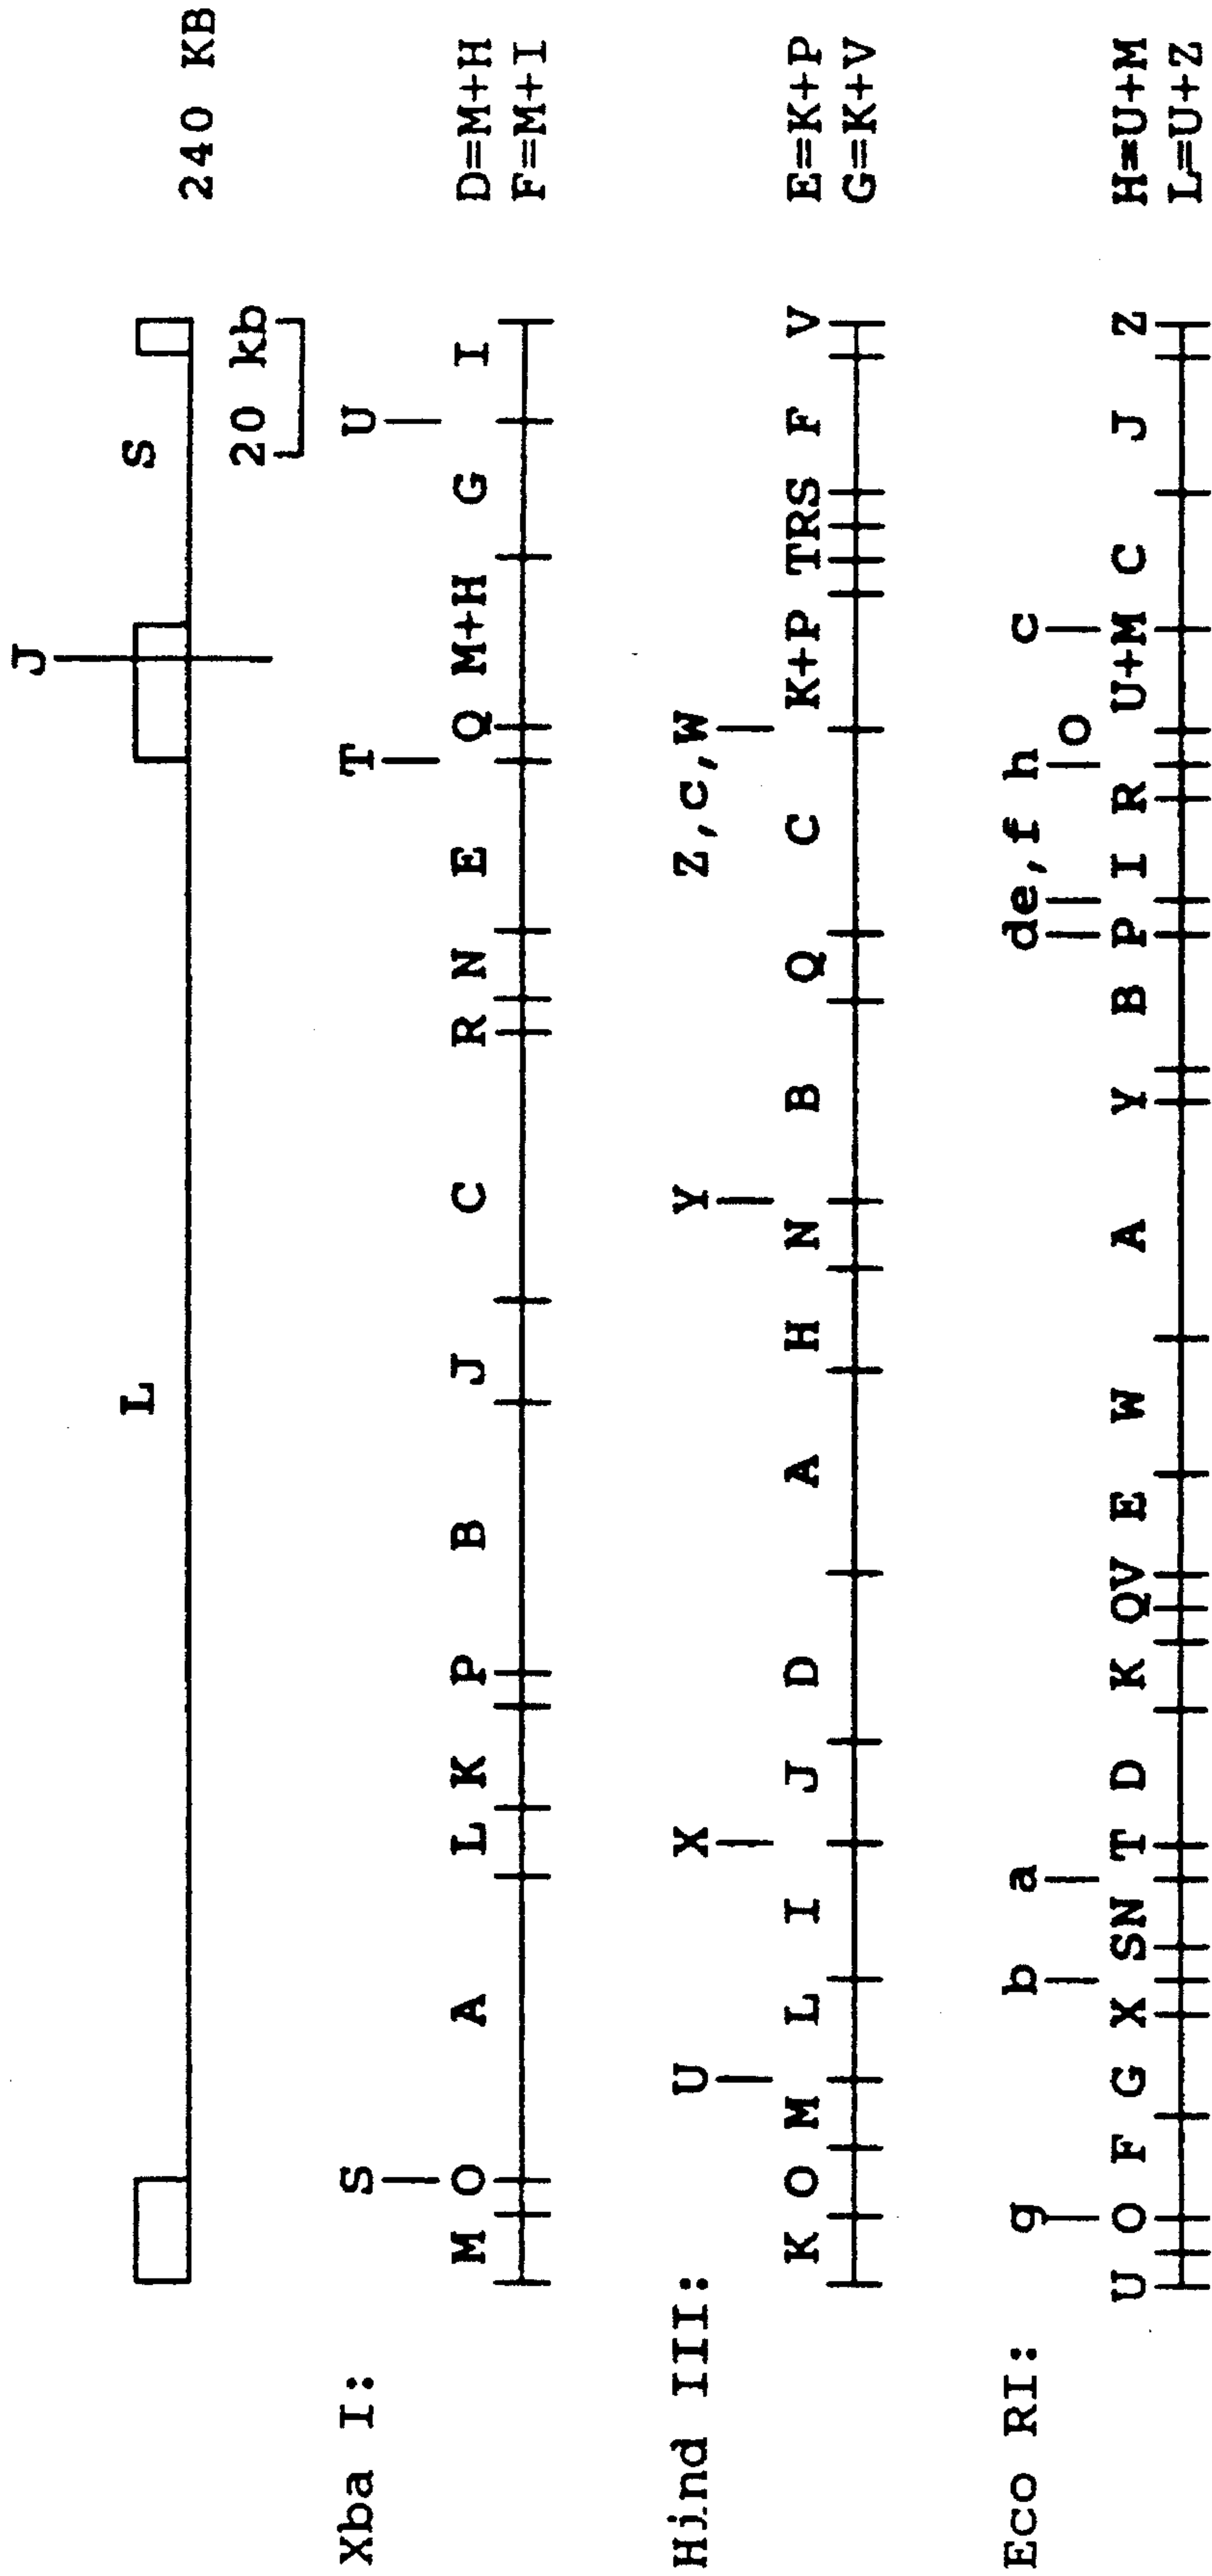 J
L S
240 KB
20 kb
Xba I:
S T U
M O A L K P B J C R N E Q M+H G I
D=M+H
F=M+I
Hind III:
U X Y Z,c,W
K O M L I J D A H N B Q C K+P TRS F V
E=K+P
G=K+V
Eco RI:
g b a de,f h c
O
U O F G X SN T D K QV E W A Y B P I R U+M C J Z
H=U+M
L=U+Z